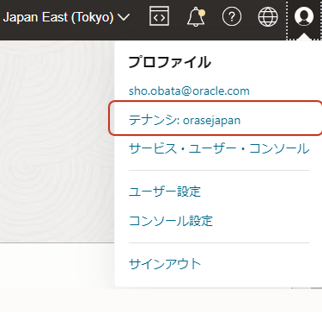 Japan East (Tokyo)
プロファイル
sho.obata@oracle.com
テナンシ: orasejapan
サービス・ユーザー・コンソール
ユーザー設定
コンソール設定
サインアウト